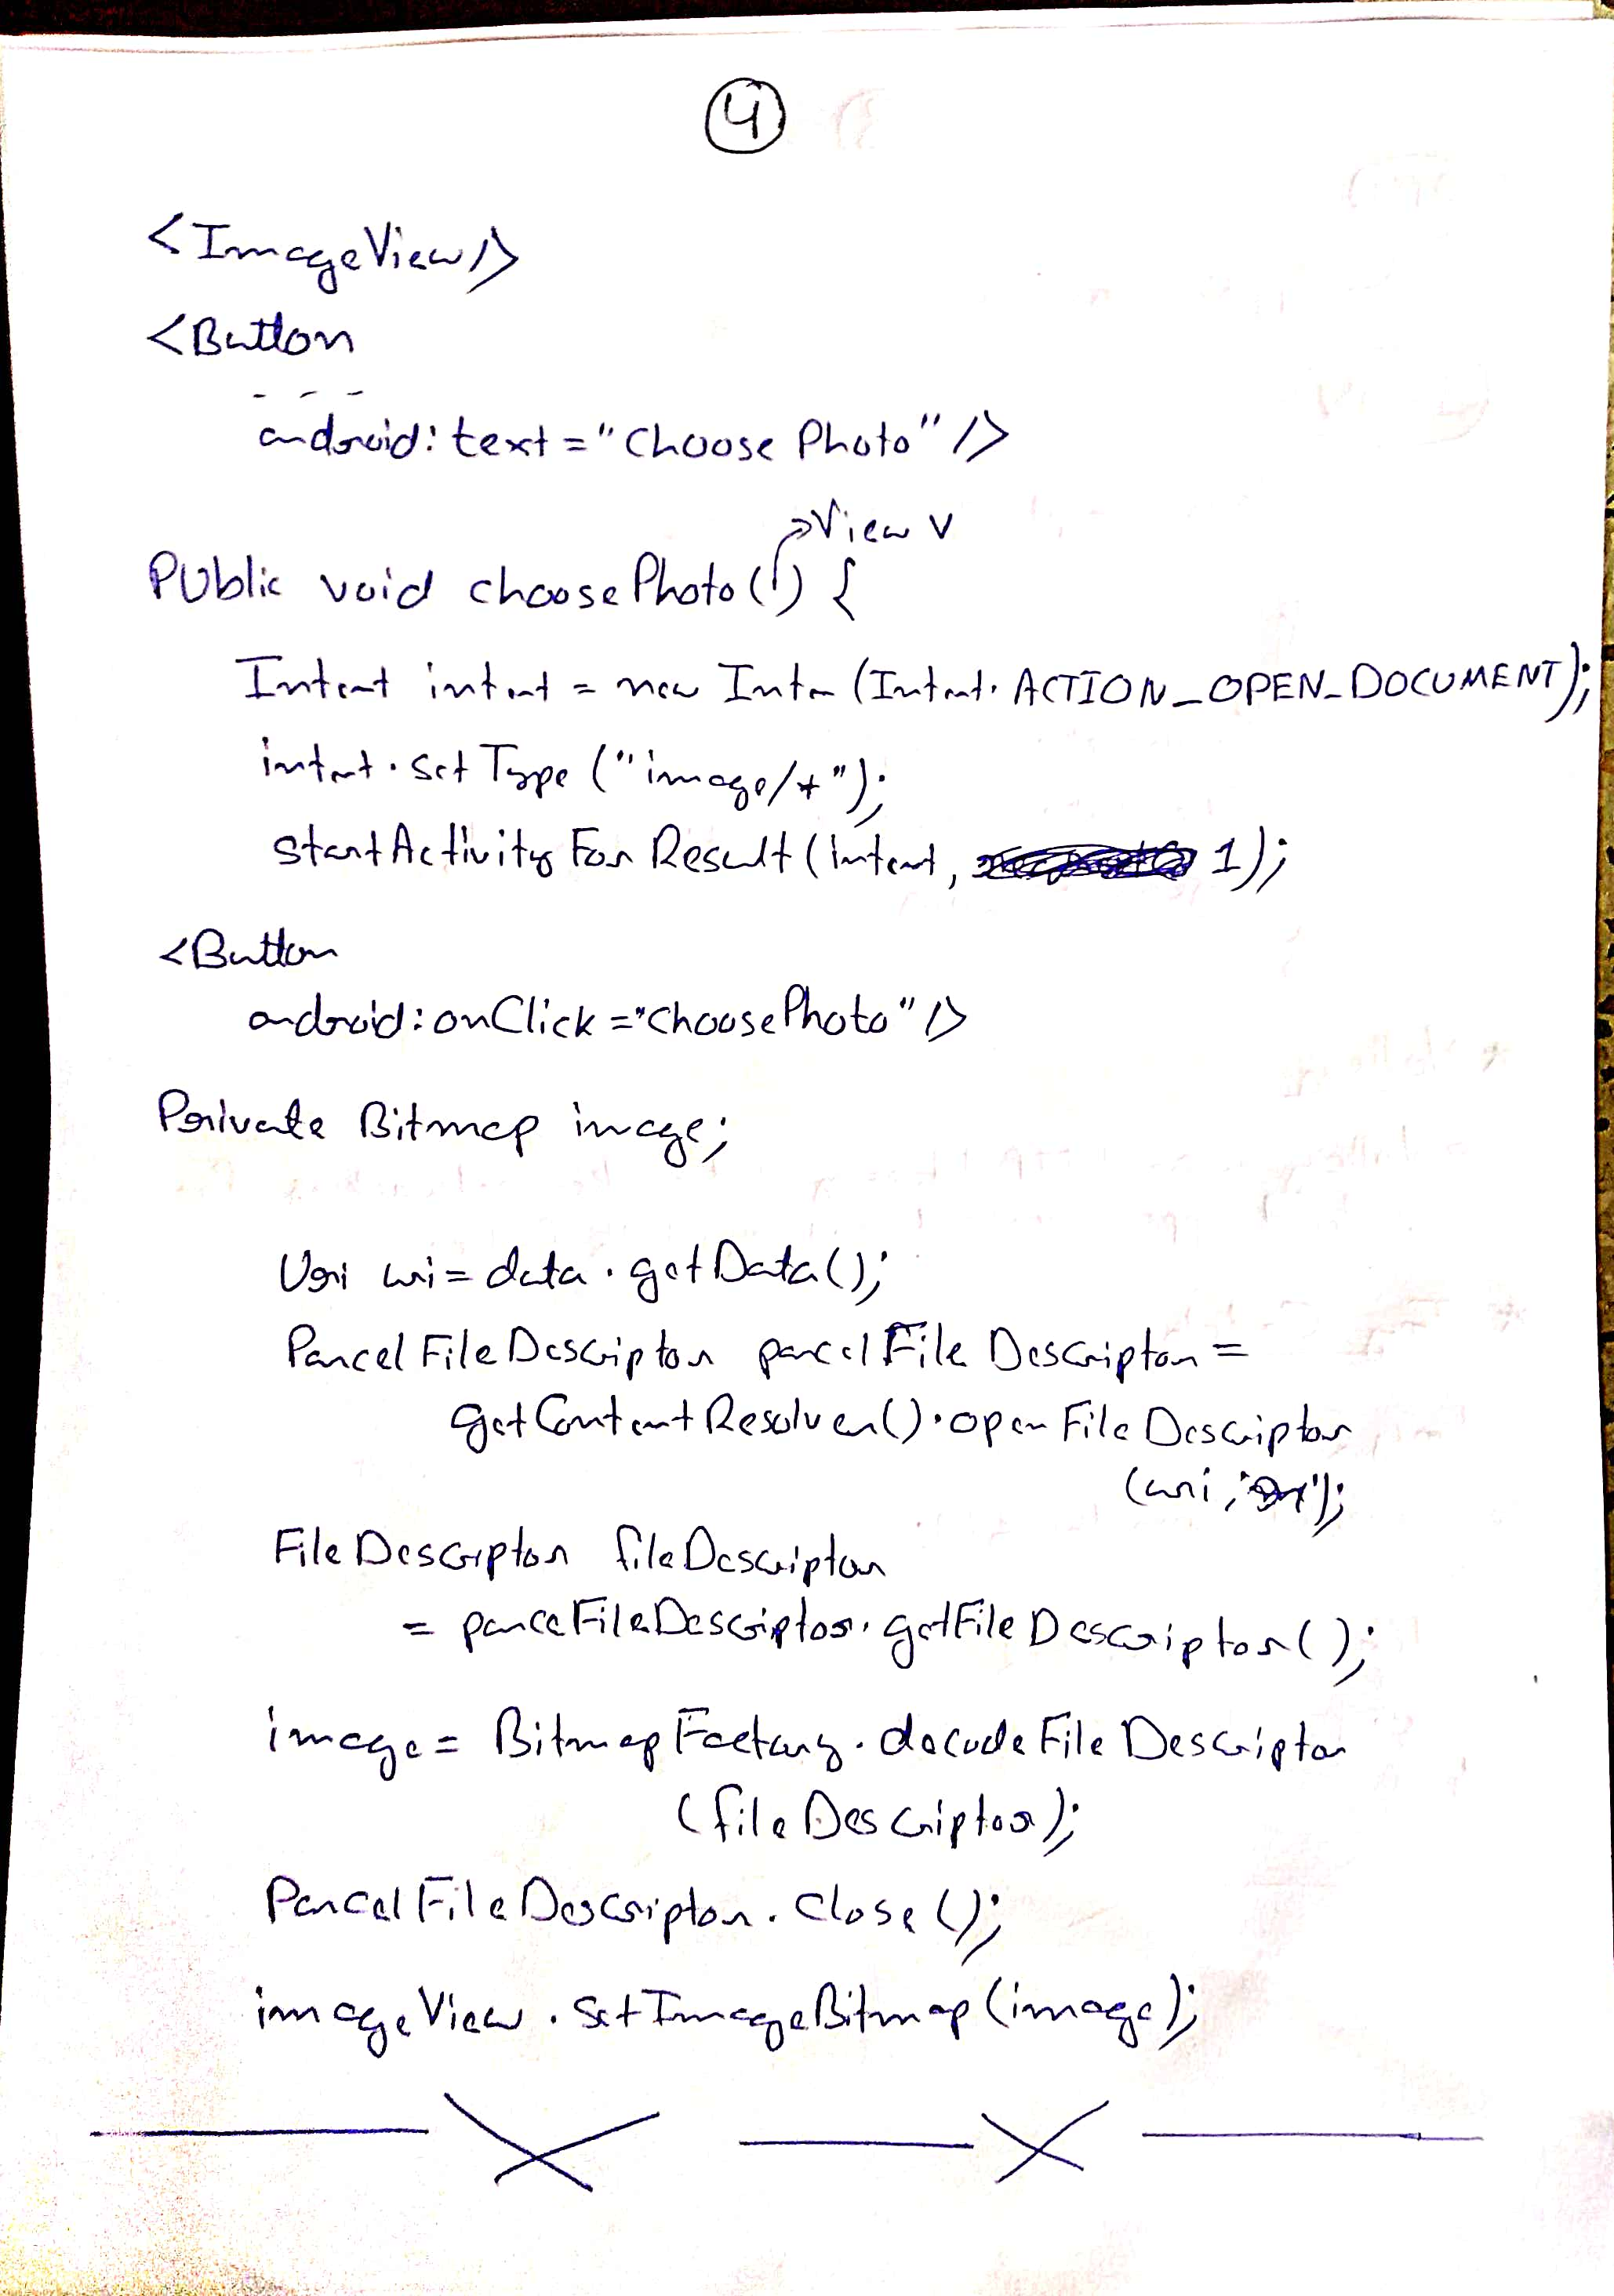 4
<ImageView/>
<Button
- - -
android:text="Choose Photo"/>
View v
Public void choosePhoto() {
Intent intent = new Inten (Intent. ACTION_OPEN_DOCUMENT);
intent.setType("image/*");
startActivityForResult(intent, 1);
<Button
android:onClick="choosePhoto"/>
Private Bitmap image;
Uri uri = data.getData();
ParcelFileDescriptor parcelFileDescriptor =
getContentResolver().openFileDescriptor
(uri, "r");
FileDescriptor fileDescriptor
= parceFileDescriptor.getFileDescriptor();
image = BitmapFactory.decodeFileDescriptor
(fileDescriptor);
ParcelFileDescriptor.close();
imageView.setImageBitmap(image);